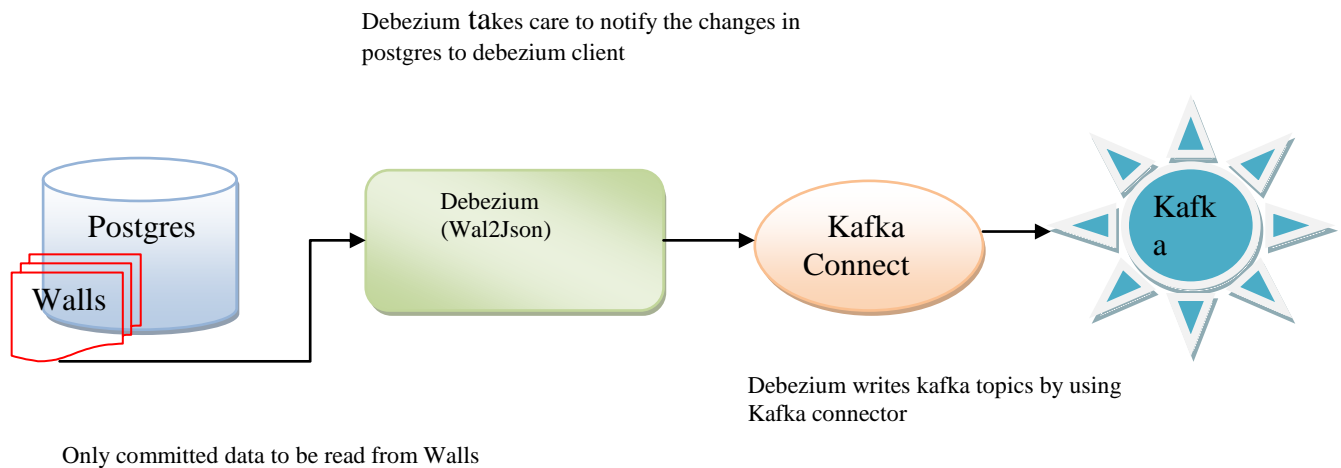 Debezium takes care to notify the changes in
postgres to debezium client
Postgres
Walls
Debezium
(Wal2Json)
Kafka
Connect
Kafk
a
Debezium writes kafka topics by using
Kafka connector
Only committed data to be read from Walls